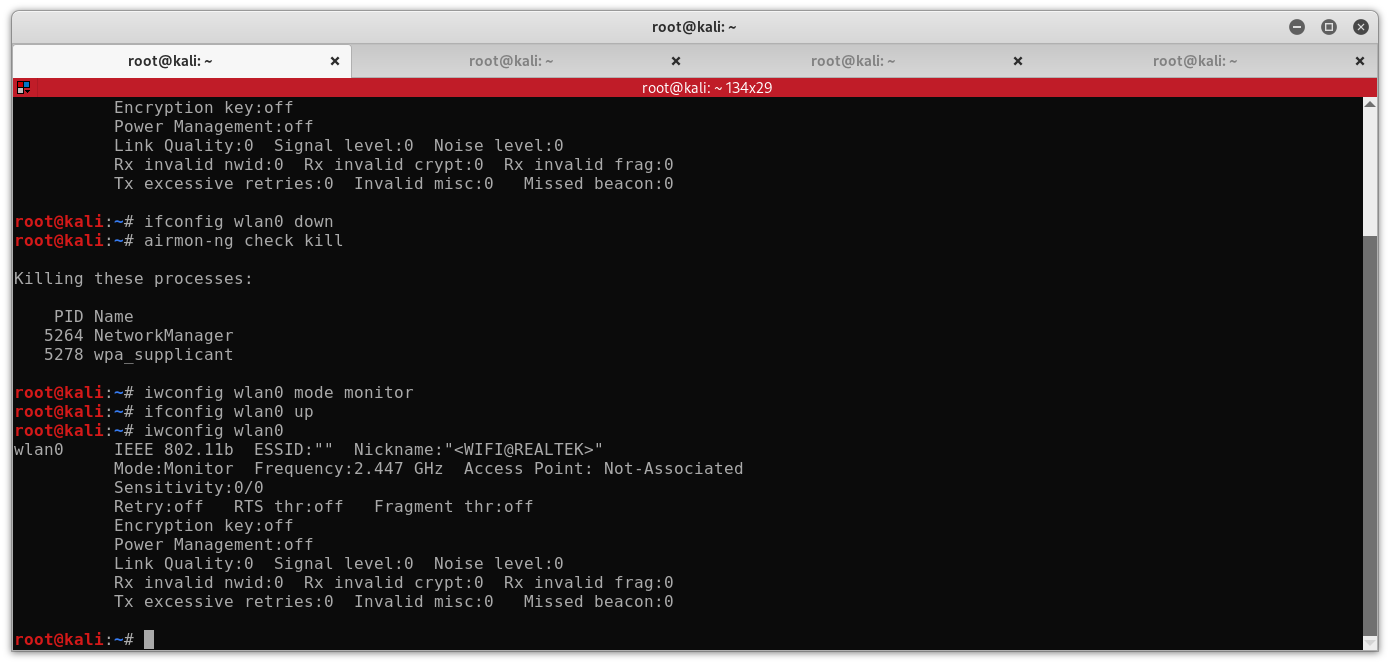 root@kali: ~
root@kali: ~ × root@kali: ~ × root@kali: ~ × root@kali: ~ ×
root@kali: ~ 134x29
          Encryption key:off
          Power Management:off
          Link Quality:0  Signal level:0  Noise level:0
          Rx invalid nwid:0  Rx invalid crypt:0  Rx invalid frag:0
          Tx excessive retries:0  Invalid misc:0   Missed beacon:0
root@kali:~# ifconfig wlan0 down
root@kali:~# airmon-ng check kill
Killing these processes:
    PID Name
   5264 NetworkManager
   5278 wpa_supplicant
root@kali:~# iwconfig wlan0 mode monitor
root@kali:~# ifconfig wlan0 up
root@kali:~# iwconfig wlan0
wlan0     IEEE 802.11b  ESSID:""  Nickname:"<WIFI@REALTEK>"
          Mode:Monitor  Frequency:2.447 GHz  Access Point: Not-Associated
          Sensitivity:0/0
          Retry:off   RTS thr:off   Fragment thr:off
          Encryption key:off
          Power Management:off
          Link Quality:0  Signal level:0  Noise level:0
          Rx invalid nwid:0  Rx invalid crypt:0  Rx invalid frag:0
          Tx excessive retries:0  Invalid misc:0   Missed beacon:0
root@kali:~#